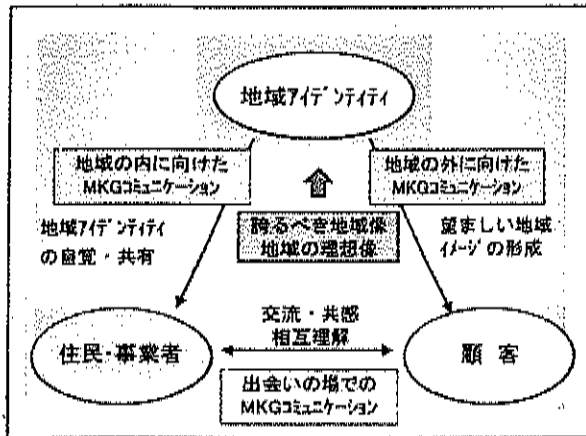 地域アイデンティティ
地域の内に向けた
MKGコミュニケーション
地域の外に向けた
MKGコミュニケーション
地域アイデンティティ
の自覚・共有
誇るべき地域像
地域の理想像
望ましい地域
イメージの形成
交流・共感
相互理解
住民・事業者
顧客
出会いの場での
MKGコミュニケーション